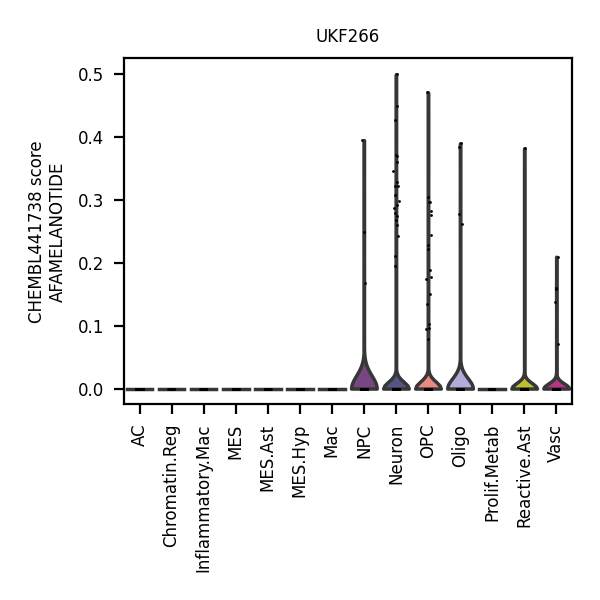 UKF266
CHEMBL441738 score
AFAMELANOTIDE
0.5
0.4
0.3
0.2
0.1
0.0
AC
Chromatin.Reg
Inflammatory.Mac
MES
MES.Ast
MES.Hyp
Mac
NPC
Neuron
OPC
Oligo
Prolif.Metab
Reactive.Ast
Vasc